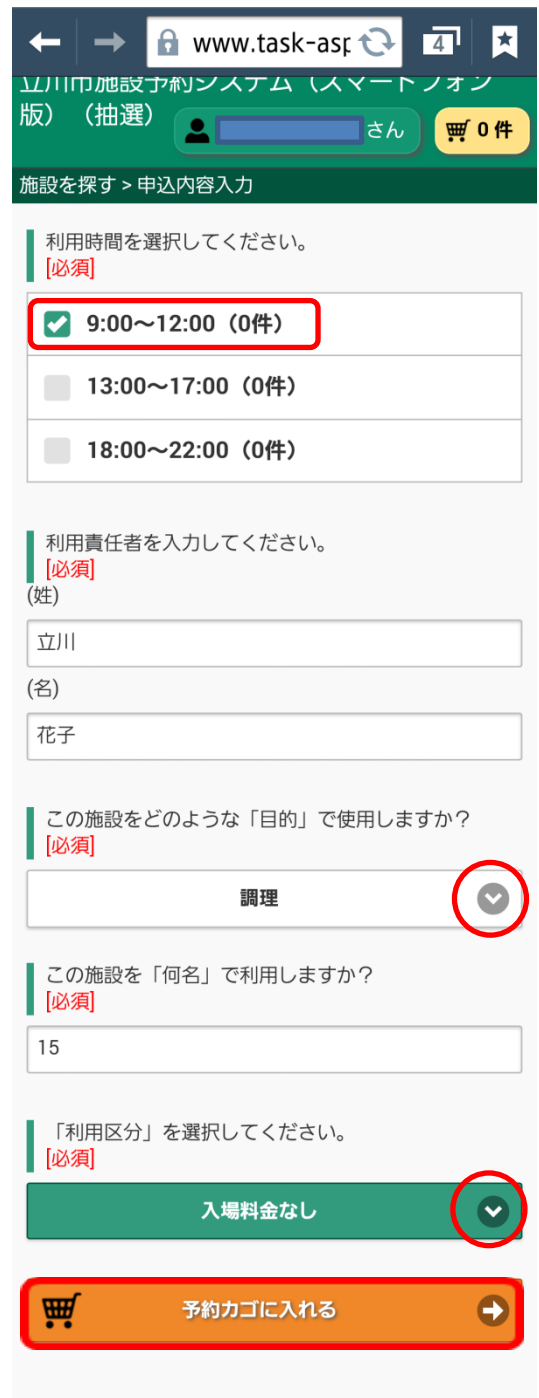 www.task-asp
4
立川市施設予約システム（スマートフォン
版）（抽選）
さん
0 件
施設を探す > 申込内容入力
利用時間を選択してください。
[必須]
9:00～12:00（0件）
13:00～17:00（0件）
18:00～22:00（0件）
利用責任者を入力してください。
[必須]
(姓)
立川
(名)
花子
この施設をどのような「目的」で使用しますか？
[必須]
調理
この施設を「何名」で利用しますか？
[必須]
15
「利用区分」を選択してください。
[必須]
入場料金なし
予約カゴに入れる